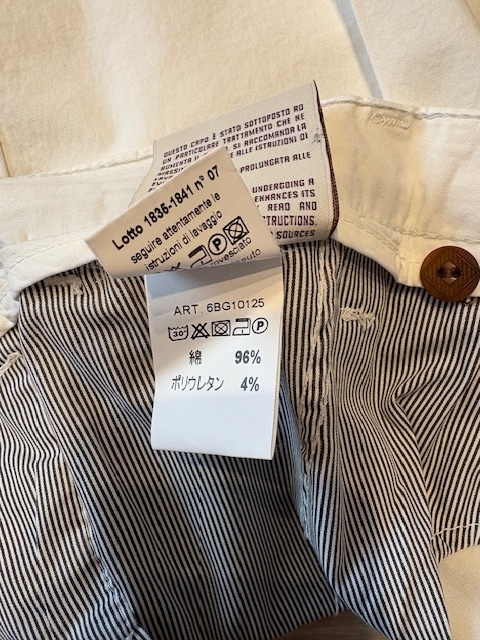 QUESTO CAPO È STATO SOTTOPOSTO AD
UN PARTICOLARE TRATTAMENTO CHE NE
AUMENTA
SI RACCOMANDA LA
ALLE ISTRUZIONI DI
PROLUNGATA ALLE
UNDERGOING A
ENHANCES ITS
READ AND
INSTRUCTIONS,
SOURCES
Lotto 1835-1841 n° 07
seguire attentamente le
istruzioni di lavaggio
rovesciato
ART. 6BG10125
30°
P
綿 96%
ポリウレタン 4%